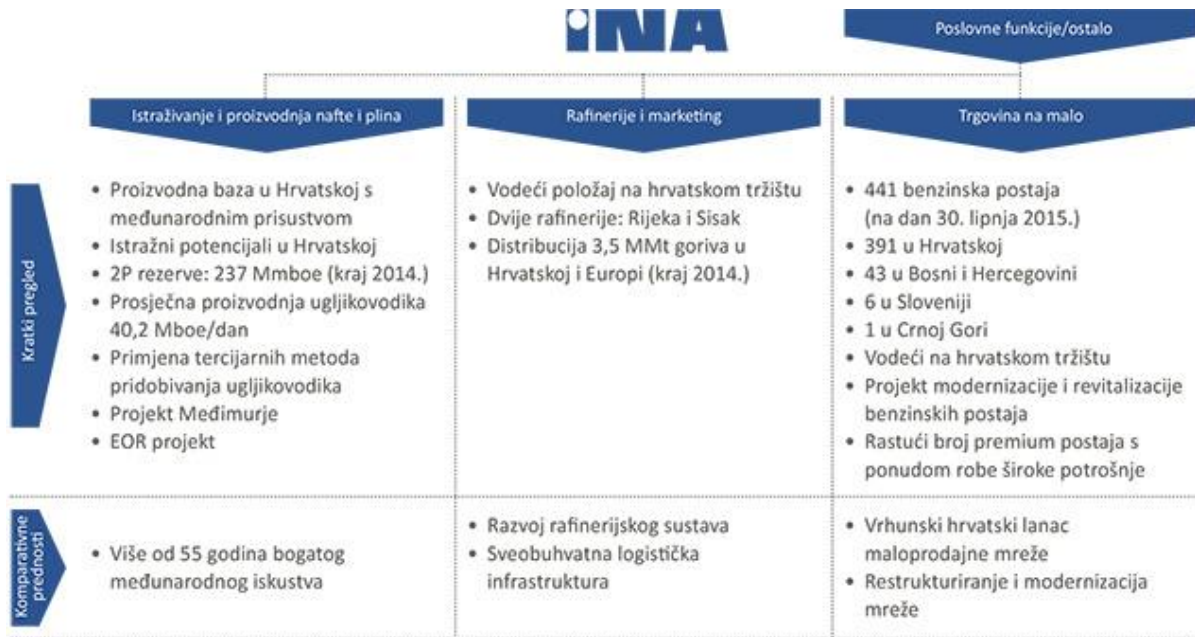 INA
Poslovne funkcije/ostalo
Istraživanje i proizvodnja nafte i plina
Rafinerije i marketing
Trgovina na malo
Kratki pregled
• Proizvodna baza u Hrvatskoj s
međunarodnim prisustvom
• Istražni potencijali u Hrvatskoj
• 2P rezerve: 237 Mmboe (kraj 2014.)
• Prosječna proizvodnja ugljikovodika
40,2 Mboe/dan
• Primjena tercijarnih metoda
pridobivanja ugljikovodika
• Projekt Međimurje
• EOR projekt
• Vodeći položaj na hrvatskom tržištu
• Dvije rafinerije: Rijeka i Sisak
• Distribucija 3,5 MMt goriva u
Hrvatskoj i Europi (kraj 2014.)
• 441 benzinska postaja
(na dan 30. lipnja 2015.)
• 391 u Hrvatskoj
• 43 u Bosni i Hercegovini
• 6 u Sloveniji
• 1 u Crnoj Gori
• Vodeći na hrvatskom tržištu
• Projekt modernizacije i revitalizacije
benzinskih postaja
• Rastući broj premium postaja s
ponudom robe široke potrošnje
Komparativne
prednosti
• Više od 55 godina bogatog
međunarodnog iskustva
• Razvoj rafinerijskog sustava
• Sveobuhvatna logistička
infrastruktura
• Vrhunski hrvatski lanac
maloprodajne mreže
• Restrukturiranje i modernizacija
mreže